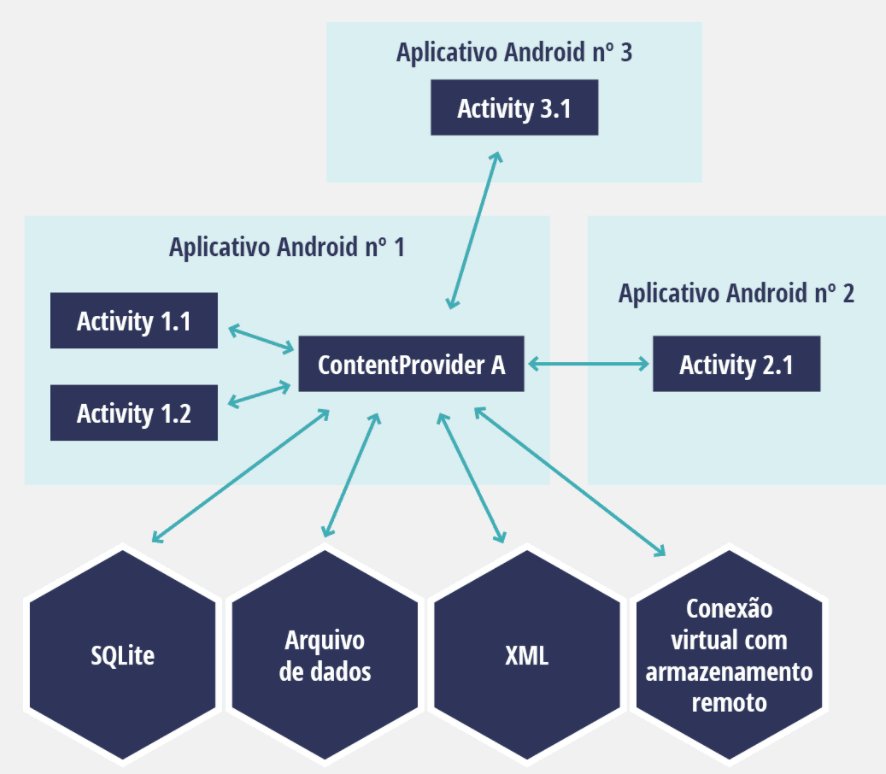 Aplicativo Android nº 3
Activity 3.1
Aplicativo Android nº 1
Activity 1.1
Activity 1.2
ContentProvider A
Aplicativo Android nº 2
Activity 2.1
SQLite
Arquivo
de dados
XML
Conexão
virtual com
armazenamento
remoto